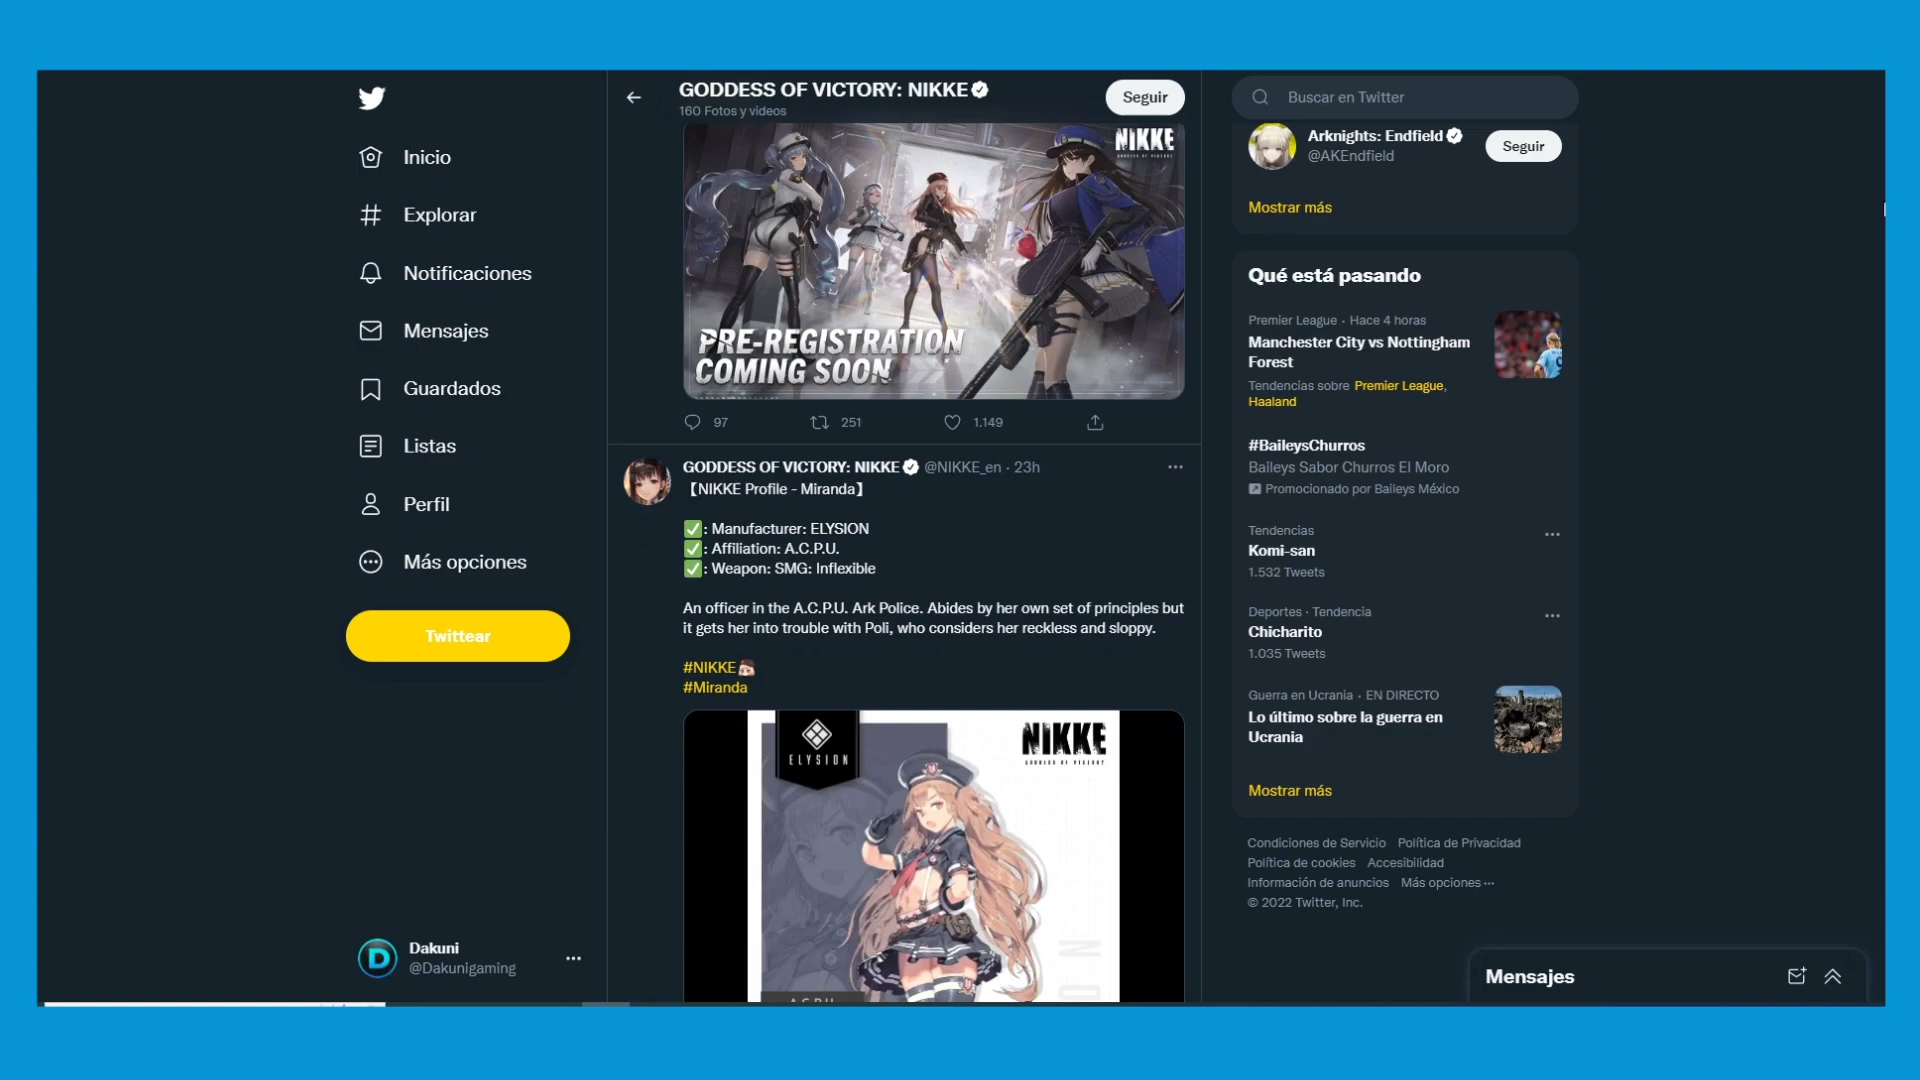 Inicio
Explorar
Notificaciones
Mensajes
Guardados
Listas
Perfil
Más opciones
Twittear
Dakuni
@Dakunigaming
GODDESS OF VICTORY: NIKKE
160 Fotos y videos
Seguir
NIKKE
GODDESS OF VICTORY
PRE-REGISTRATION
COMING SOON
97 251 1.149
GODDESS OF VICTORY: NIKKE @NIKKE_en · 23h
【NIKKE Profile - Miranda】
✅: Manufacturer: ELYSION
✅: Affiliation: A.C.P.U.
✅: Weapon: SMG: Inflexible
An officer in the A.C.P.U. Ark Police. Abides by her own set of principles but
it gets her into trouble with Poli, who considers her reckless and sloppy.
#NIKKE
#Miranda
ELYSION
NIKKE
GODDESS OF VICTORY
Buscar en Twitter
Arknights: Endfield
@AKEndfield
Seguir
Mostrar más
Qué está pasando
Premier League · Hace 4 horas
Manchester City vs Nottingham
Forest
Tendencias sobre Premier League,
Haaland
#BaileysChurros
Baileys Sabor Churros El Moro
Promocionado por Baileys México
Tendencias
Komi-san
1.532 Tweets
Deportes · Tendencia
Chicharito
1.035 Tweets
Guerra en Ucrania · EN DIRECTO
Lo último sobre la guerra en
Ucrania
Mostrar más
Condiciones de Servicio Política de Privacidad
Política de cookies Accesibilidad
Información de anuncios Más opciones ···
© 2022 Twitter, Inc.
Mensajes